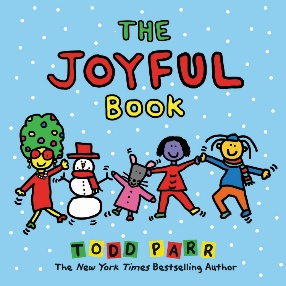 THE
JOYFUL
BOOK
TODD PARR
The New York Times Bestselling Author